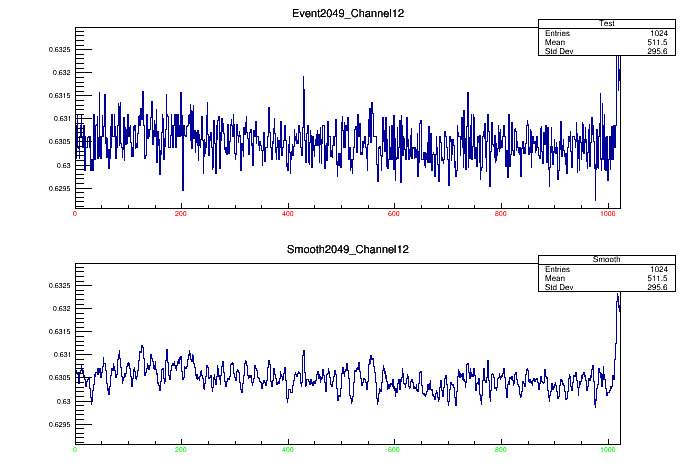 Event2049_Channel12
Test
Entries 1024
Mean 511.5
Std Dev 295.6
0.6325
0.632
0.6315
0.631
0.6305
0.63
0.6295
0 200 400 600 800 1000
Smooth2049_Channel12
Smooth
Entries 1024
Mean 511.5
Std Dev 295.6
0.6325
0.632
0.6315
0.631
0.6305
0.63
0.6295
0 200 400 600 800 1000